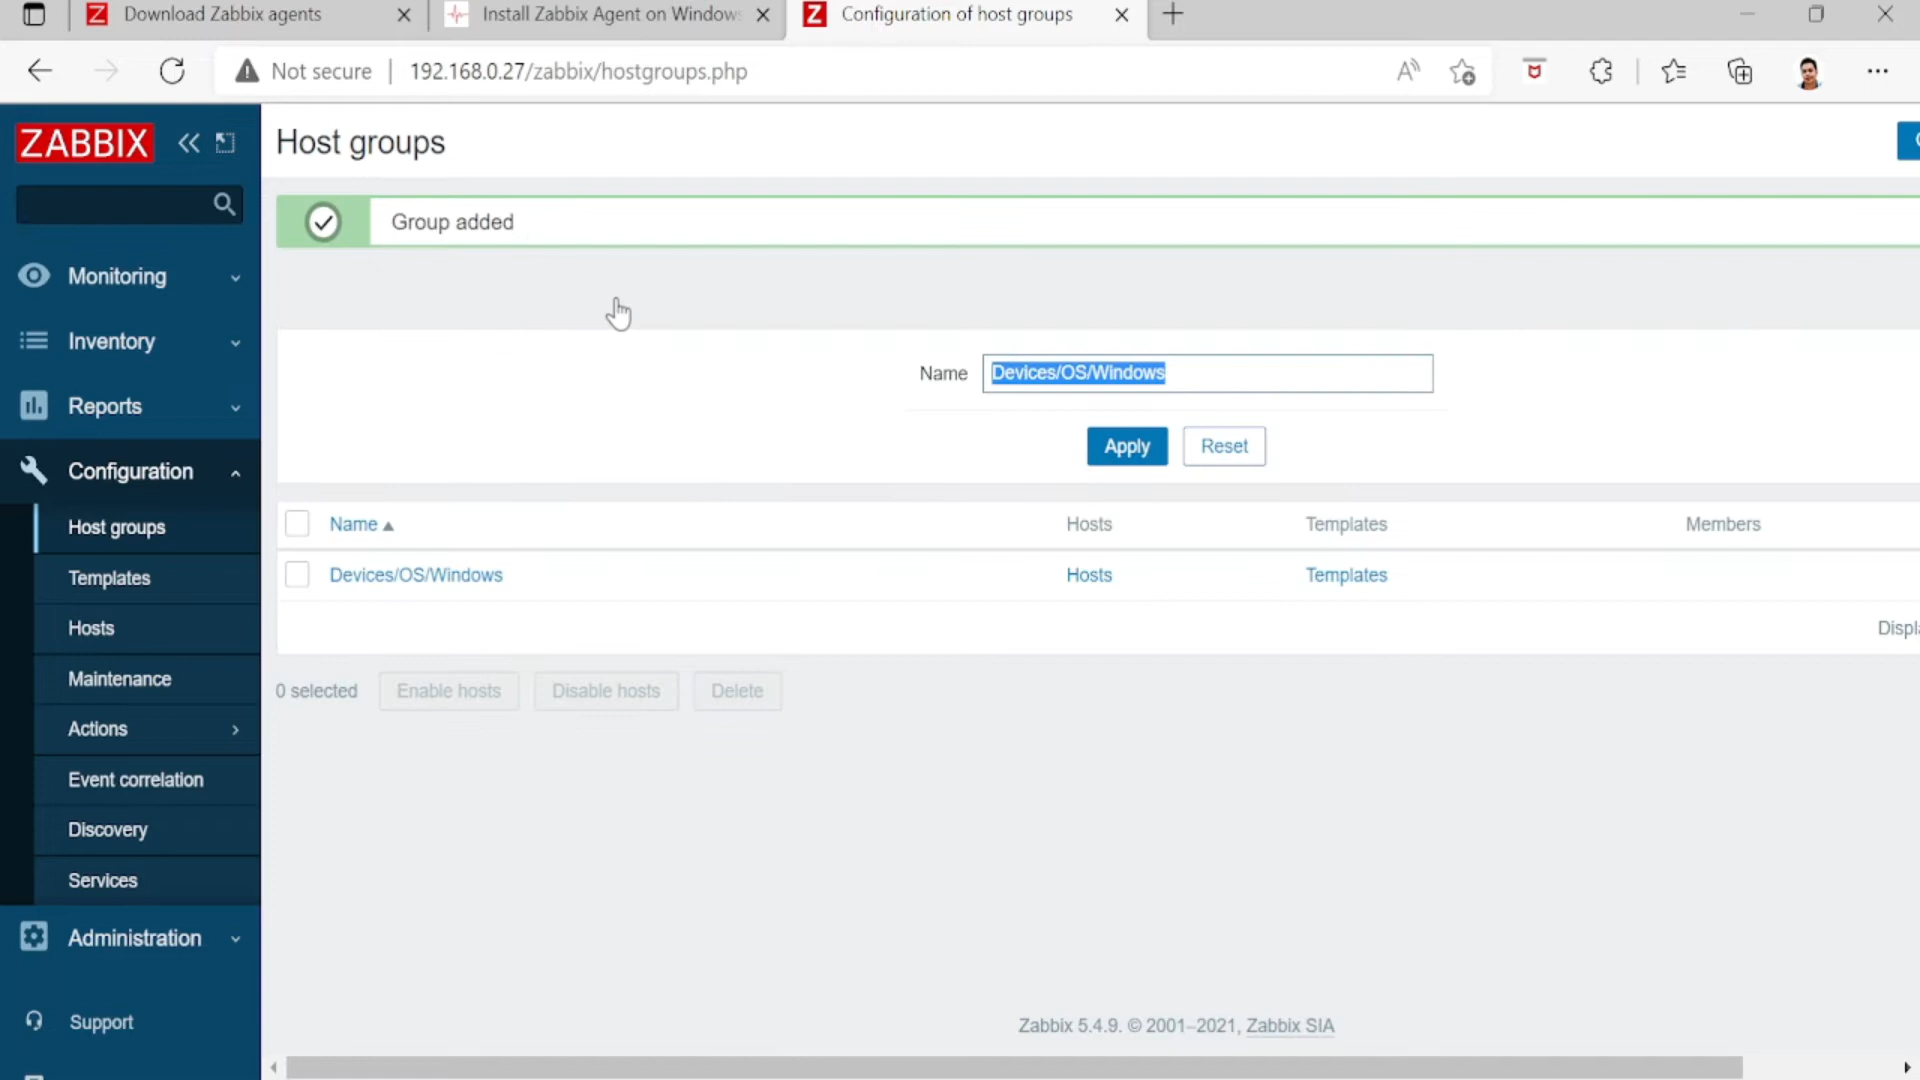 Download Zabbix agents
Install Zabbix Agent on Window
Z Configuration of host groups
Not secure
192.168.0.27/zabbix/hostgroups.php
ZABBIX
Host groups
Group added
Monitoring
Inventory
Name
Devices/OS/Windows
Reports
Apply
Reset
Configuration
Host groups
Name
Hosts
Templates
Members
Templates
Devices/OS/Windows
Hosts
Templates
Hosts
Displa
Maintenance
0 selected
Enable hosts
Disable hosts
Delete
Actions
Event correlation
Discovery
Services
Administration
Support
Zabbix 5.4.9. © 2001–2021, Zabbix SIA